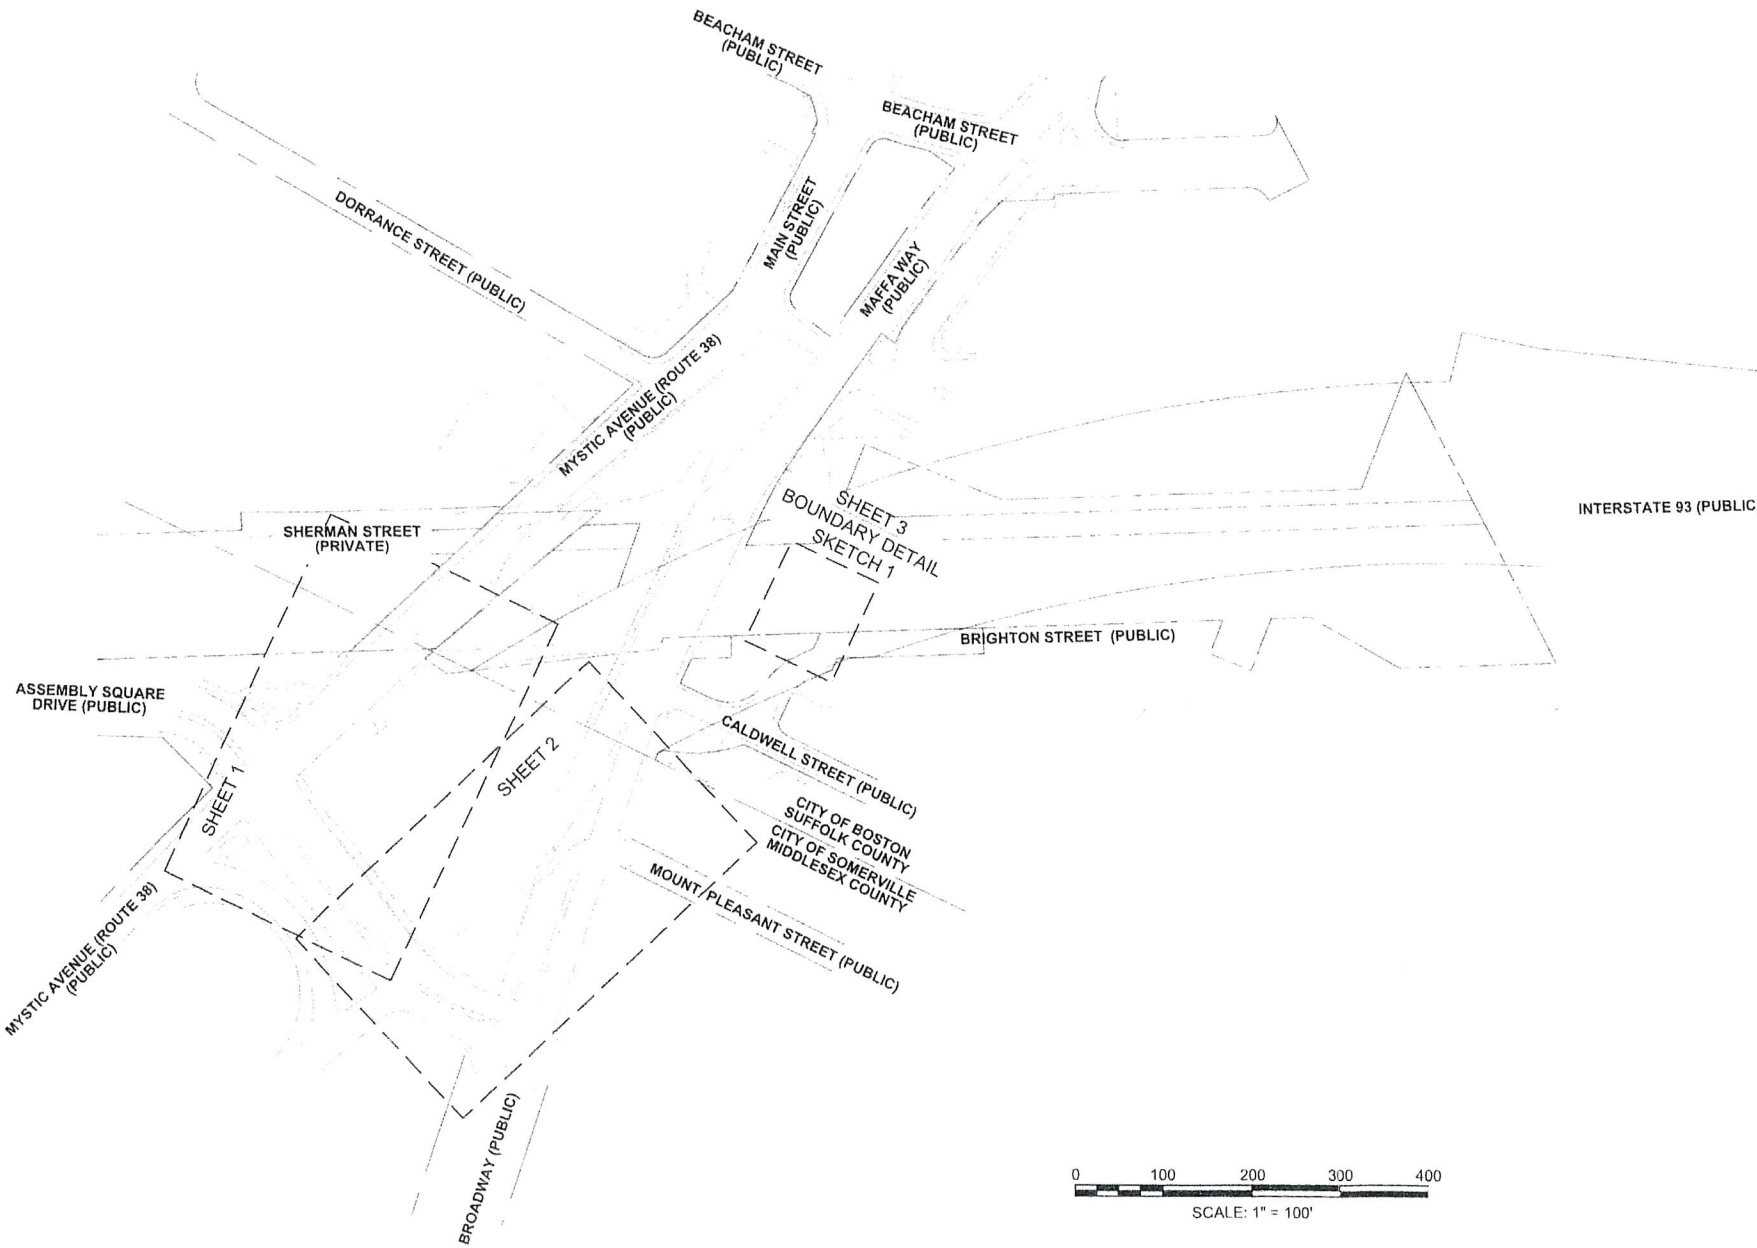 BEACHAM STREET
(PUBLIC)
BEACHAM STREET
(PUBLIC)
DORRANCE STREET (PUBLIC)
MAIN STREET
(PUBLIC)
MAFFA WAY
(PUBLIC)
MYSTIC AVENUE (ROUTE 38)
(PUBLIC)
SHEET 3
BOUNDARY DETAIL
SKETCH 1
INTERSTATE 93 (PUBLIC
SHERMAN STREET
(PRIVATE)
BRIGHTON STREET (PUBLIC)
ASSEMBLY SQUARE
DRIVE (PUBLIC)
SHEET 1
SHEET 2
CALDWELL STREET (PUBLIC)
CITY OF BOSTON
SUFFOLK COUNTY
CITY OF SOMERVILLE
MIDDLESEX COUNTY
MOUNT PLEASANT STREET (PUBLIC)
MYSTIC AVENUE (ROUTE 38)
(PUBLIC)
BROADWAY (PUBLIC)
0 100 200 300 400
SCALE: 1" = 100'